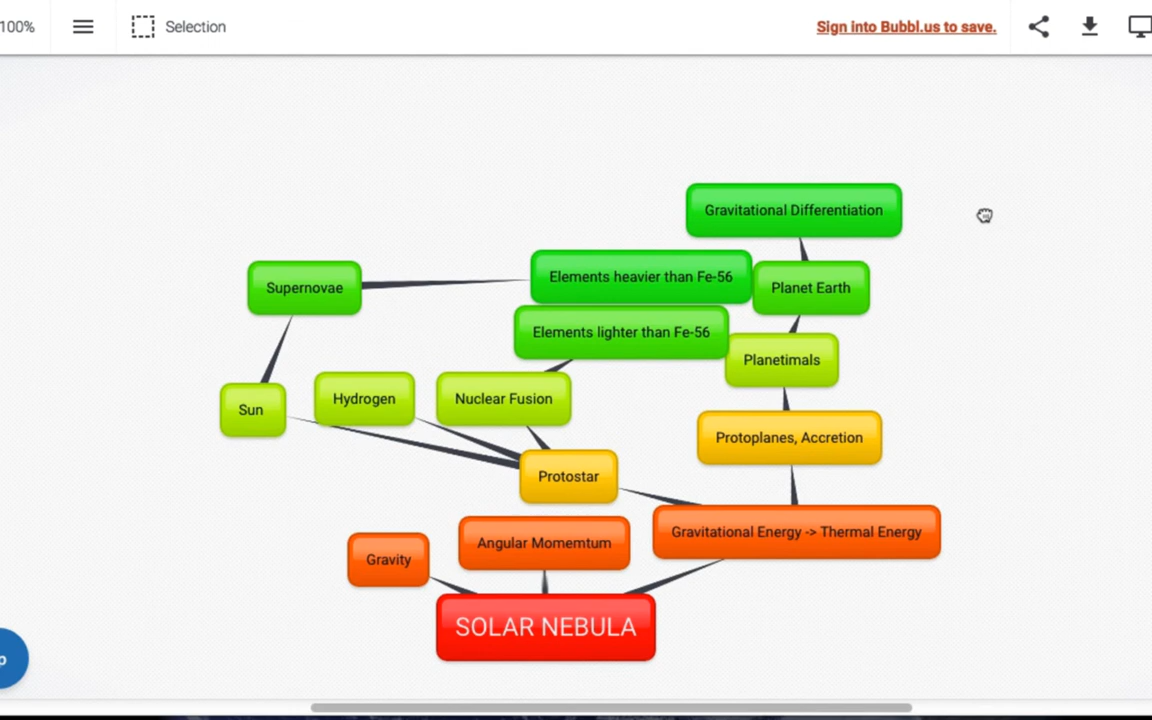 100%
Selection
Sign into Bubbl.us to save.
Gravitational Differentiation
Supernovae
Elements heavier than Fe-56
Planet Earth
Elements lighter than Fe-56
Planetimals
Sun
Hydrogen
Nuclear Fusion
Protoplanes, Accretion
Protostar
Gravitational Energy -> Thermal Energy
Angular Momemtum
Gravity
SOLAR NEBULA
p